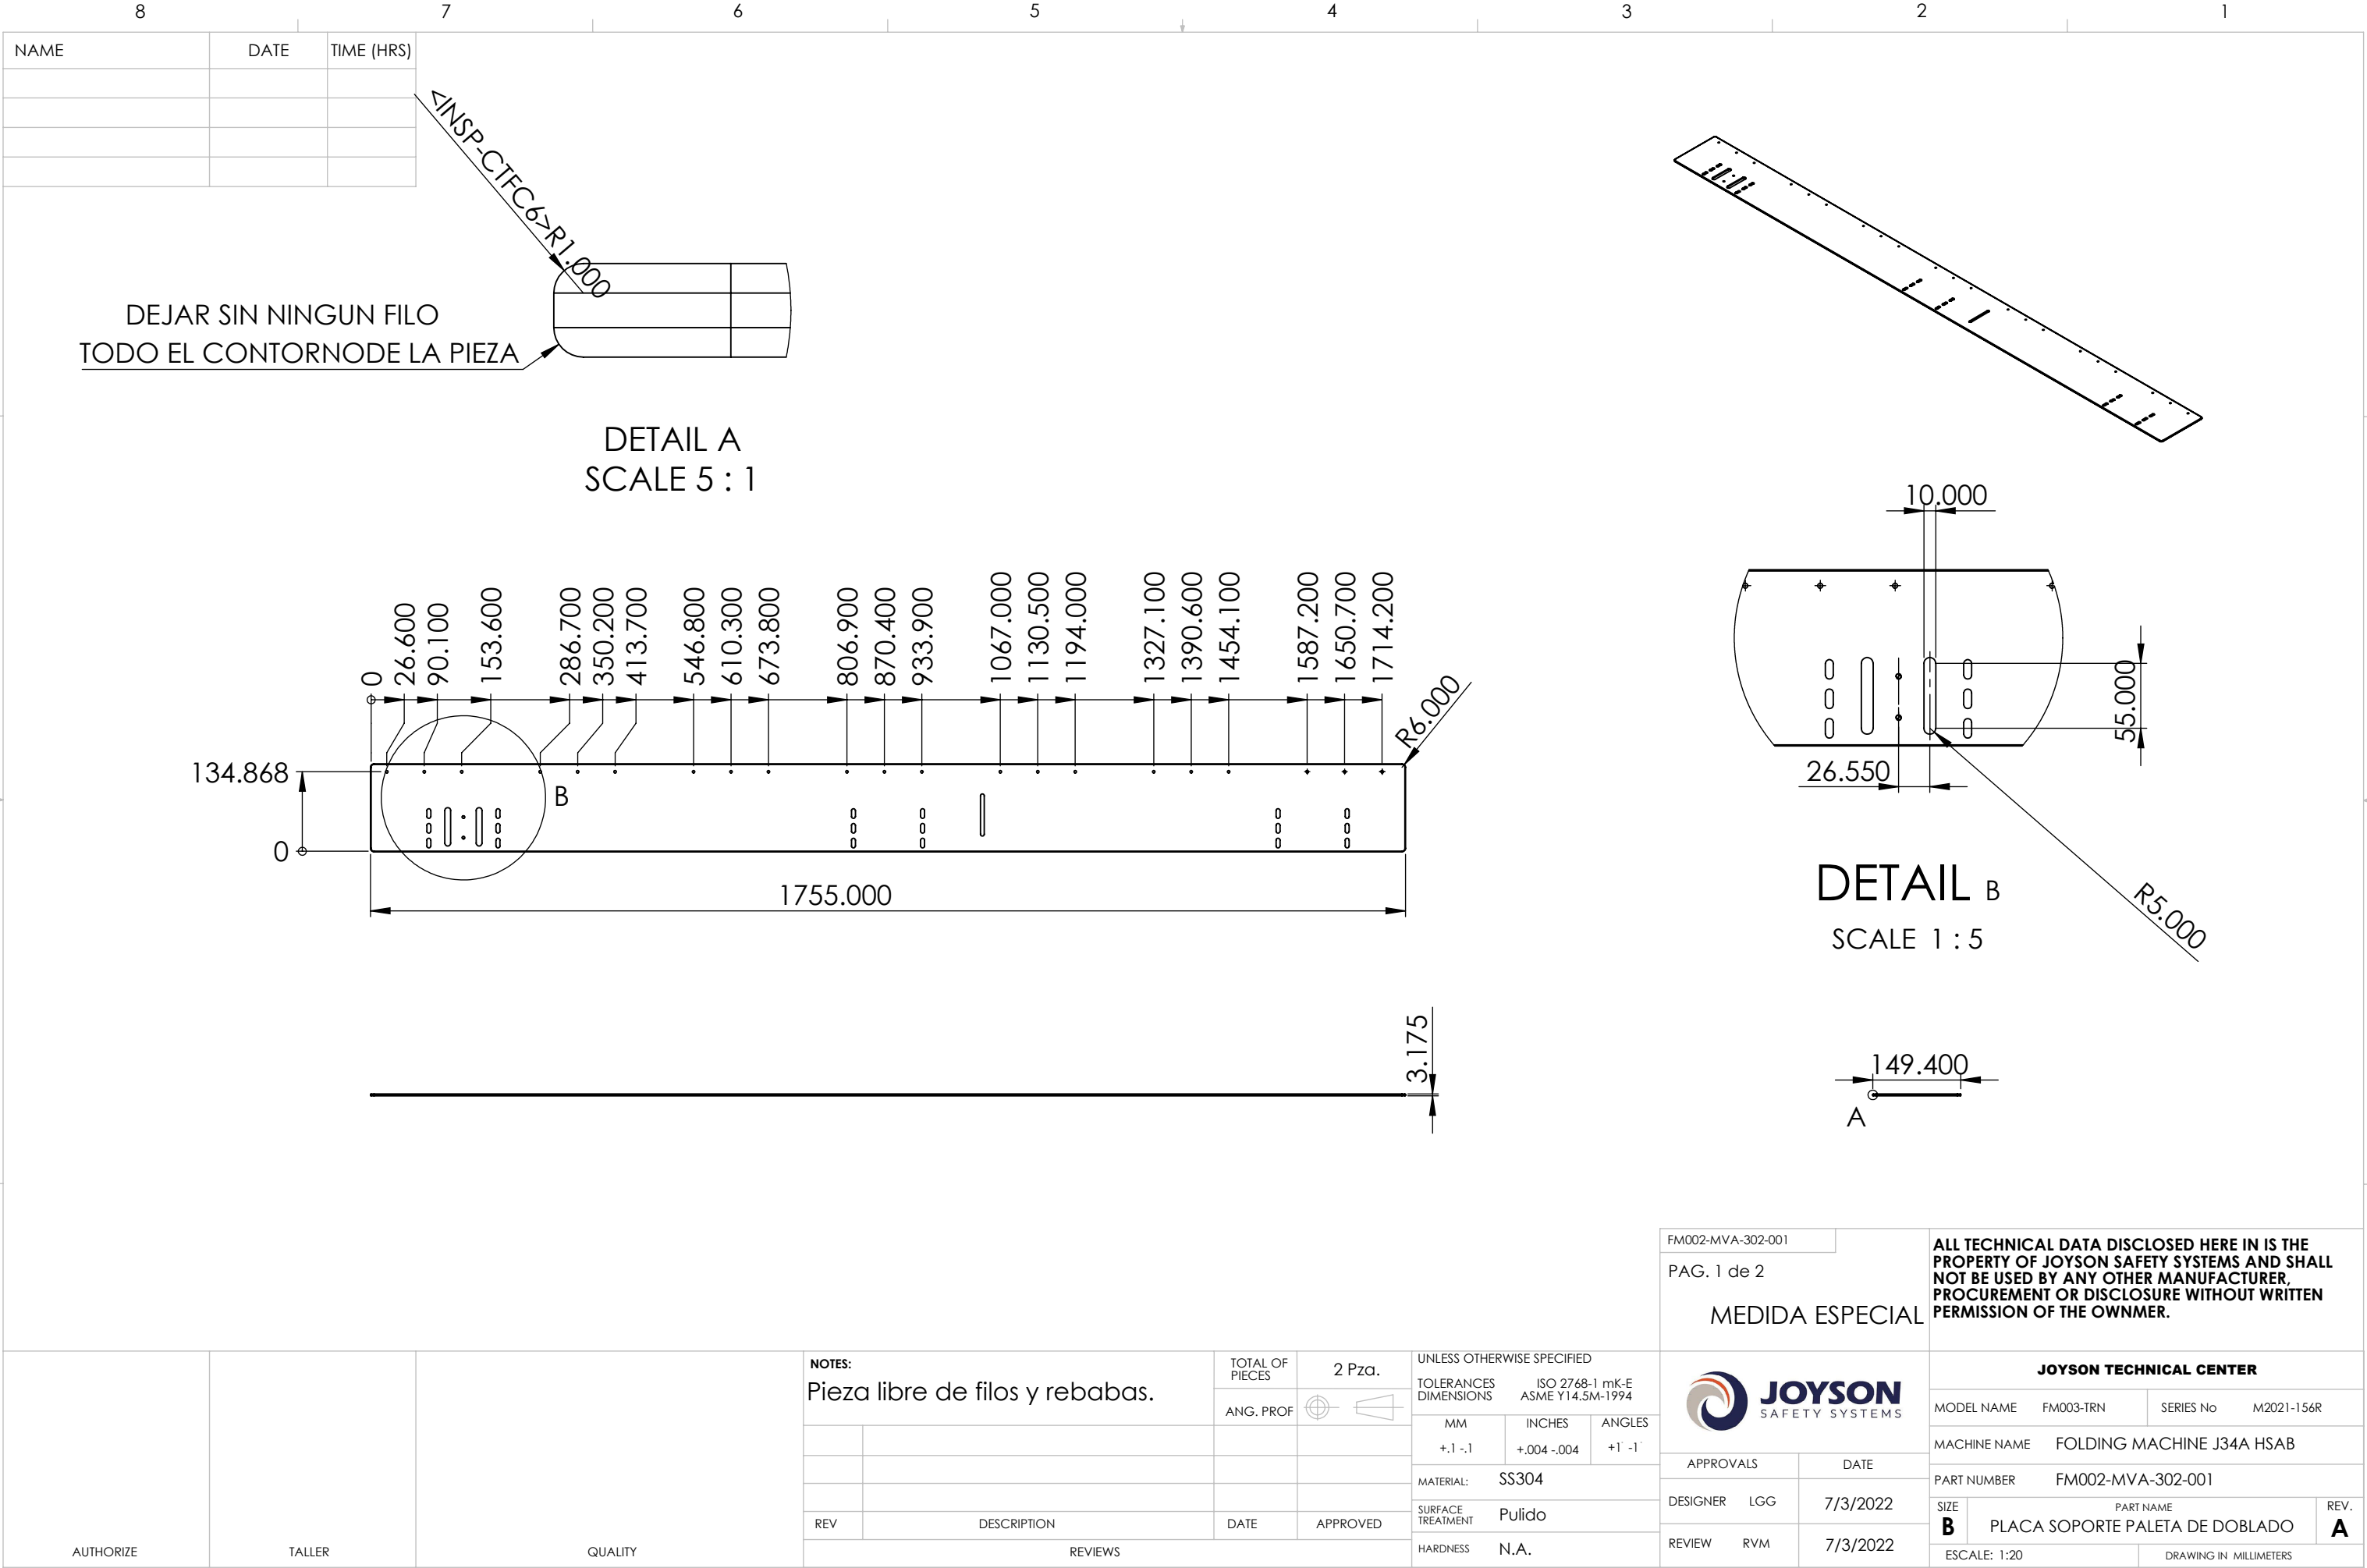 8 7 6 5 4 3 2 1
NAME DATE TIME (HRS)
<INSP-CTFC6>R1.000
DEJAR SIN NINGUN FILO
TODO EL CONTORNODE LA PIEZA
DETAIL A
SCALE 5 : 1
0
26.600
90.100
153.600
286.700
350.200
413.700
546.800
610.300
673.800
806.900
870.400
933.900
1067.000
1130.500
1194.000
1327.100
1390.600
1454.100
1587.200
1650.700
1714.200
R6.000
134.868
0
B
1755.000
10.000
55.000
26.550
R5.000
DETAIL B
SCALE 1 : 5
3.175
149.400
A
FM002-MVA-302-001
PAG. 1 de 2
MEDIDA ESPECIAL
ALL TECHNICAL DATA DISCLOSED HERE IN IS THE
PROPERTY OF JOYSON SAFETY SYSTEMS AND SHALL
NOT BE USED BY ANY OTHER MANUFACTURER,
PROCUREMENT OR DISCLOSURE WITHOUT WRITTEN
PERMISSION OF THE OWNMER.
AUTHORIZE TALLER QUALITY
NOTES:
Pieza libre de filos y rebabas.
TOTAL OF
PIECES
2 Pza.
ANG. PROF
REV DESCRIPTION DATE APPROVED
REVIEWS
UNLESS OTHERWISE SPECIFIED
TOLERANCES ISO 2768-1 mK-E
DIMENSIONS ASME Y14.5M-1994
MM INCHES ANGLES
+.1 -.1 +.004 -.004 +1° -1°
MATERIAL: SS304
SURFACE
TREATMENT
Pulido
HARDNESS N.A.
JOYSON
SAFETY SYSTEMS
APPROVALS DATE
DESIGNER LGG 7/3/2022
REVIEW RVM 7/3/2022
JOYSON TECHNICAL CENTER
MODEL NAME FM003-TRN SERIES No M2021-156R
MACHINE NAME FOLDING MACHINE J34A HSAB
PART NUMBER FM002-MVA-302-001
SIZE PART NAME REV.
B PLACA SOPORTE PALETA DE DOBLADO A
ESCALE: 1:20 DRAWING IN MILLIMETERS